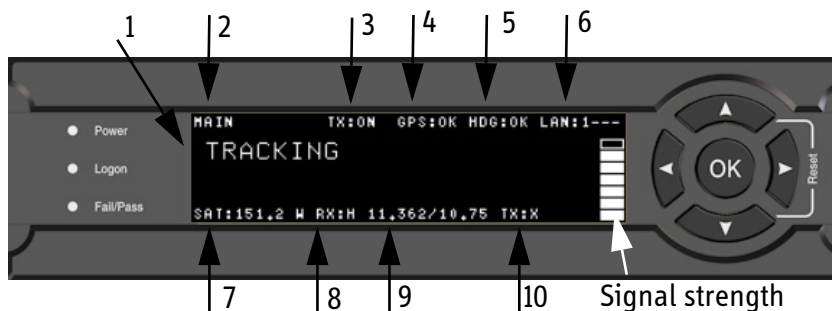 1 2 3 4 5 6
MAIN TX:ON GPS:OK HDG:OK LAN:1---
Power
TRACKING
Logon
OK
Reset
Fail/Pass
SAT:151.2 W RX:H 11.362/10.75 TX:X
7 8 9 10 Signal strength